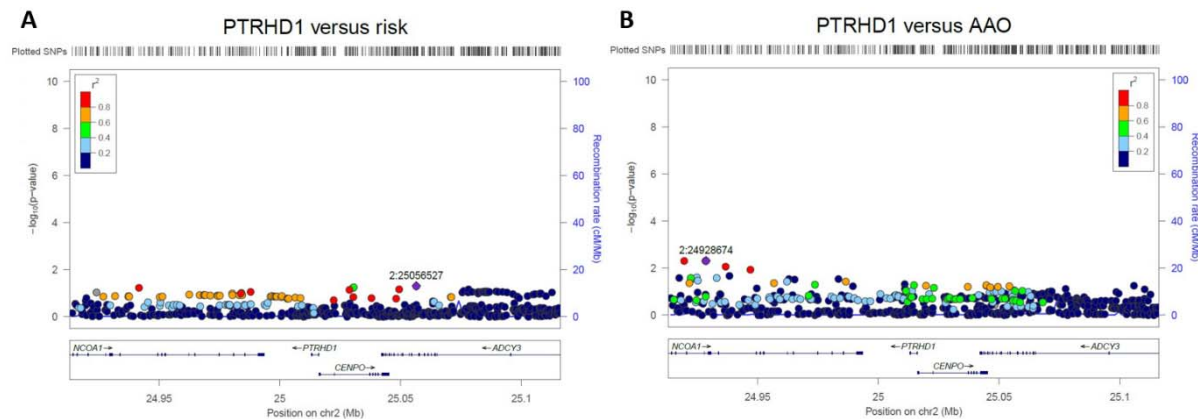 A
PTRHD1 versus risk
Plotted SNPs
10
8
6
4
2
0
−log10(p−value)
r2
0.8
0.6
0.4
0.2
2:25056527
100
80
60
40
20
0
Recombination rate (cM/Mb)
NCOA1→
←PTRHD1
←ADCY3
CENPO→
24.95
25
25.05
25.1
Position on chr2 (Mb)
B
PTRHD1 versus AAO
Plotted SNPs
10
8
6
4
2
0
−log10(p−value)
r2
0.8
0.6
0.4
0.2
2:24928674
100
80
60
40
20
0
Recombination rate (cM/Mb)
NCOA1→
←PTRHD1
←ADCY3
CENPO→
24.95
25
25.05
25.1
Position on chr2 (Mb)